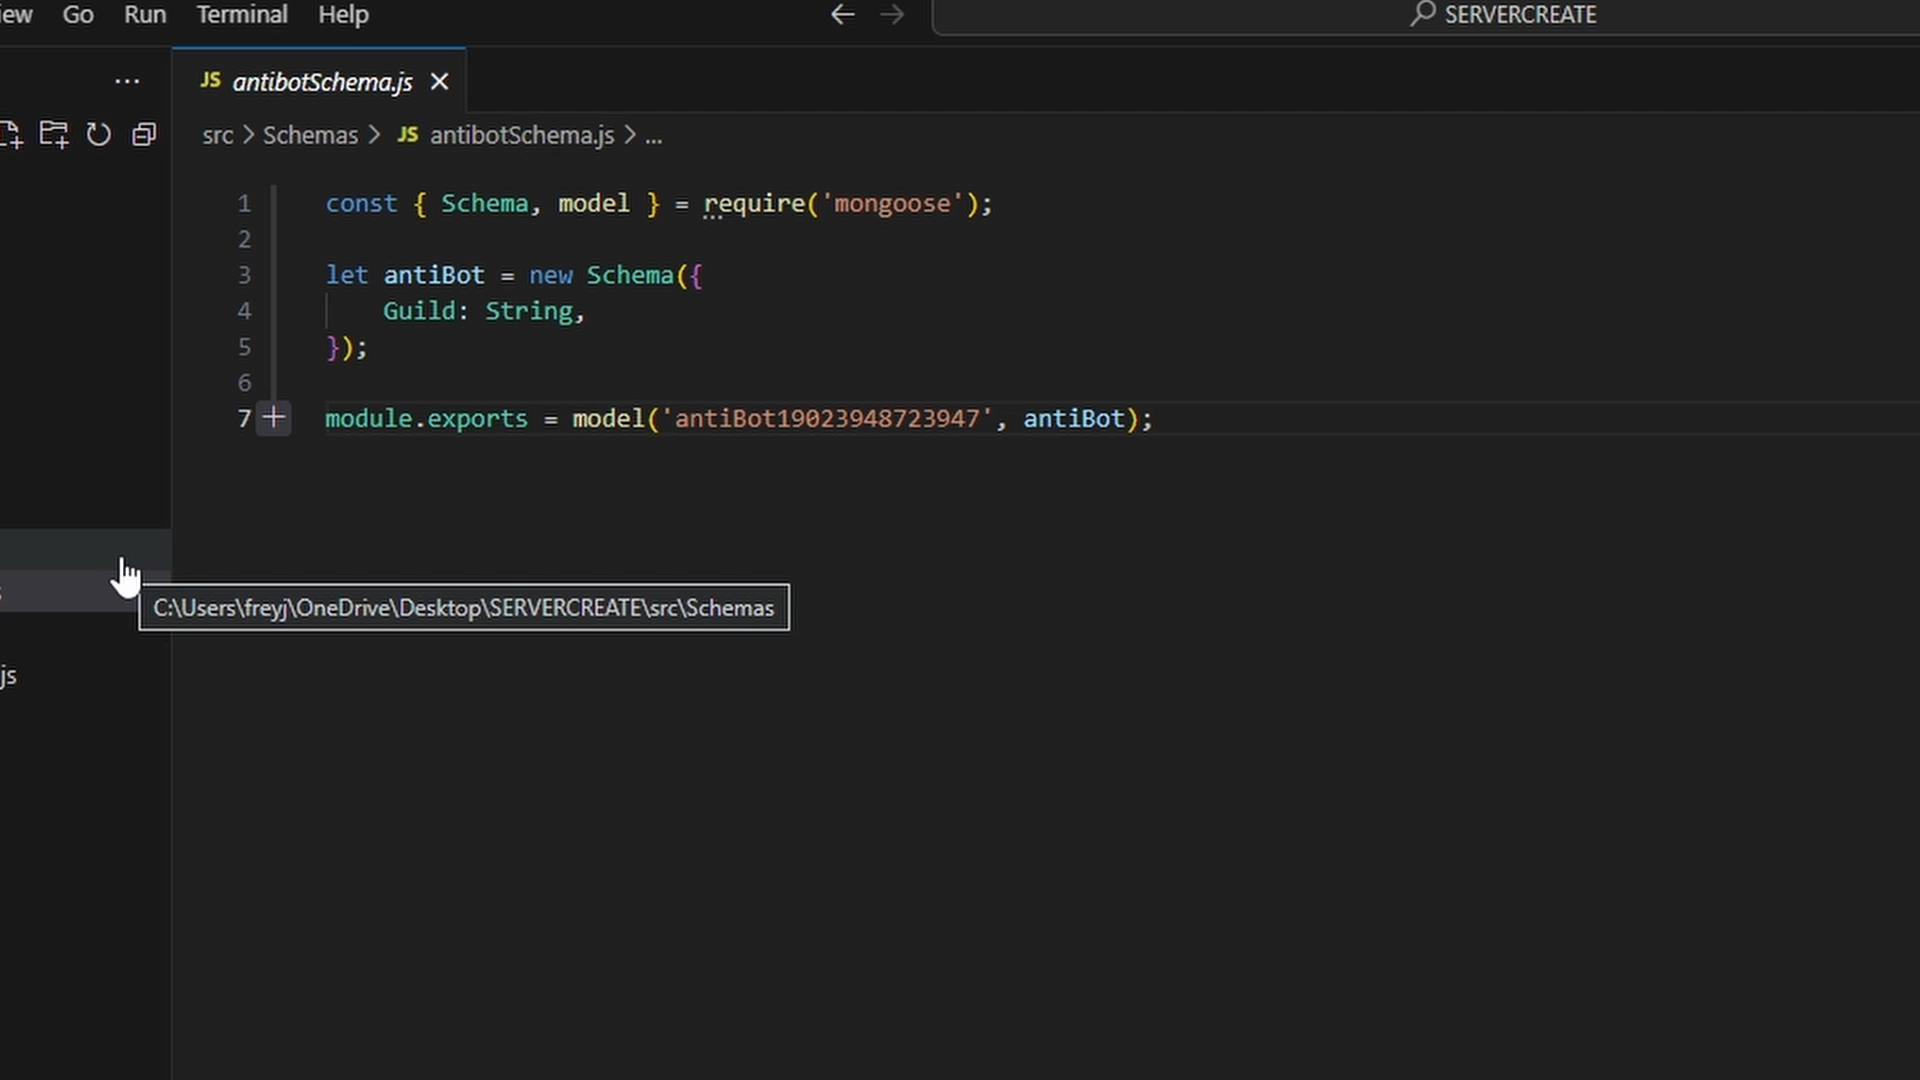 iew Go Run Terminal Help SERVERCREATE
... JS antibotSchema.js
src > Schemas > JS antibotSchema.js > ...
1 const { Schema, model } = require('mongoose');
2
3 let antiBot = new Schema({
4 Guild: String,
5 });
6
7 module.exports = model('antiBot19023948723947', antiBot);
C:\Users\freyj\OneDrive\Desktop\SERVERCREATE\src\Schemas
js